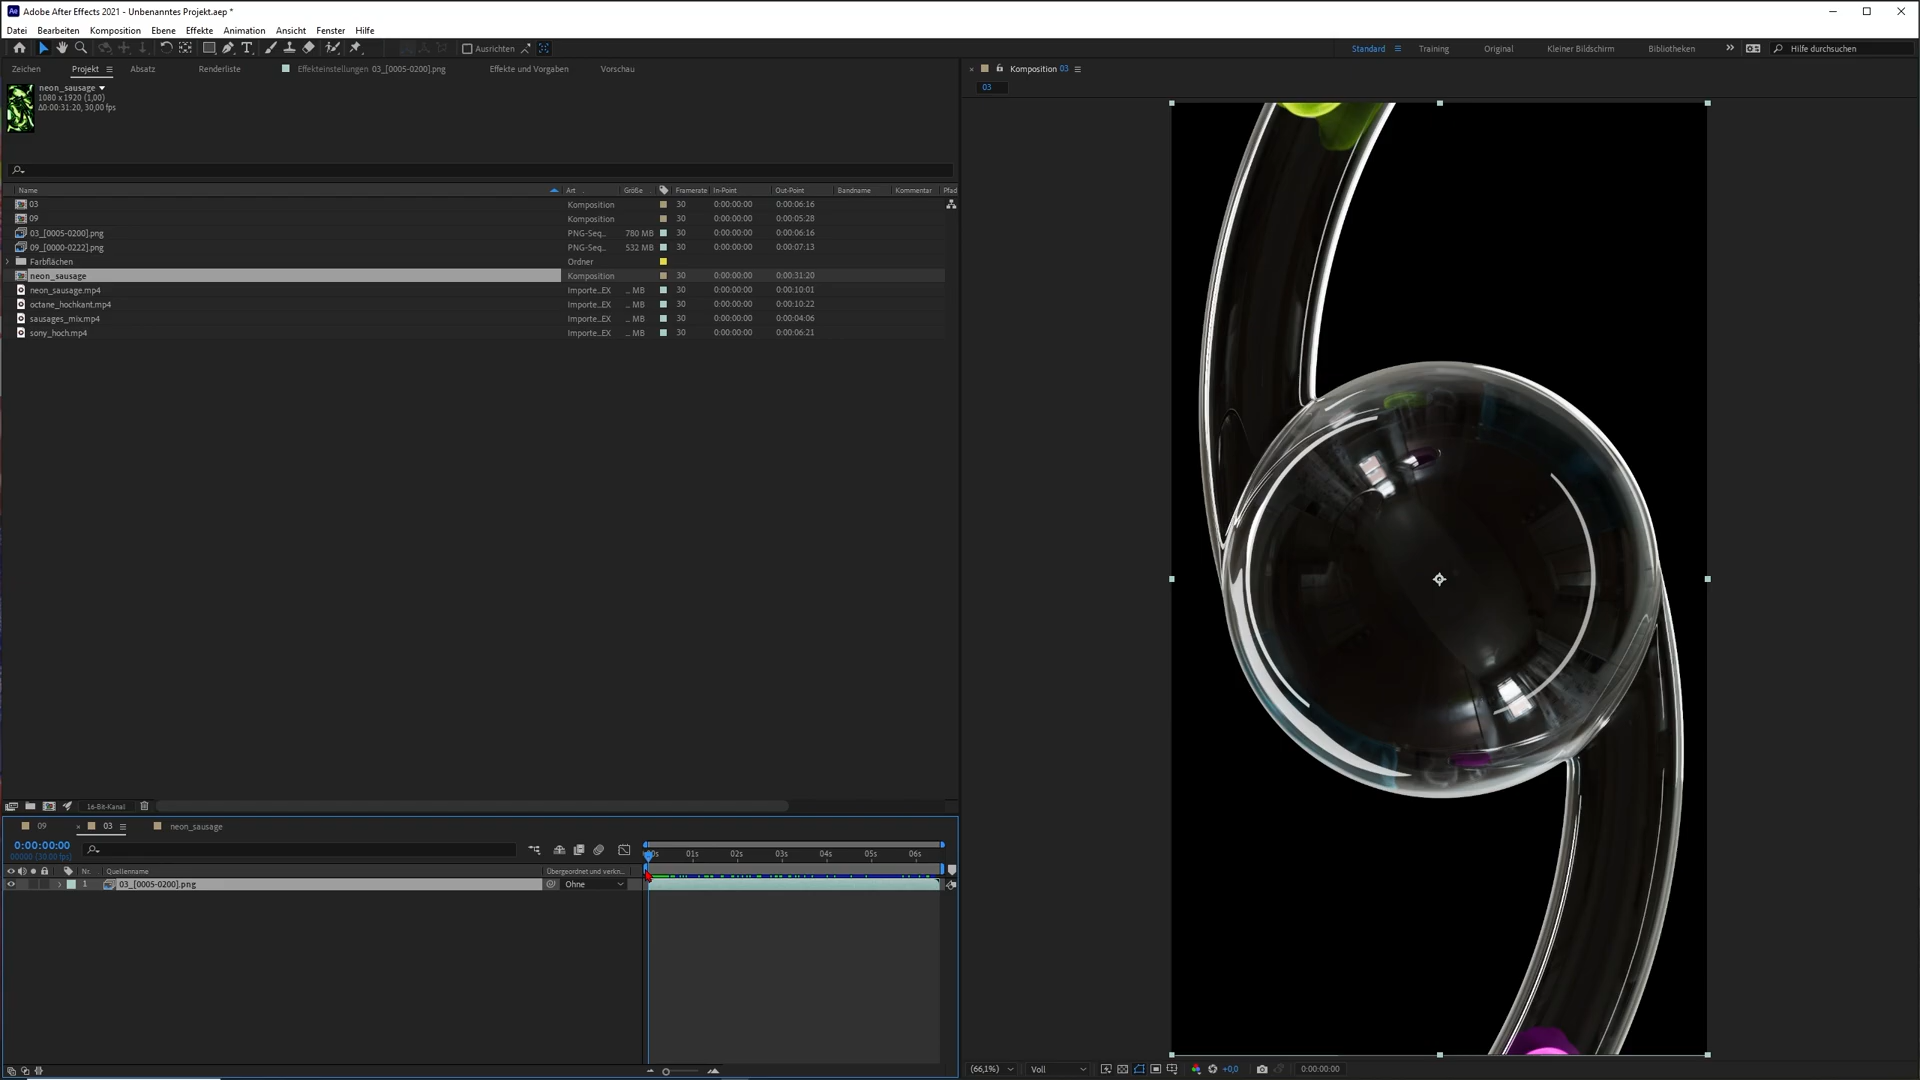 Adobe After Effects 2021 - Unbenanntes Projekt.aep *
Datei Bearbeiten Komposition Ebene Effekte Animation Ansicht Fenster Hilfe
Ausrichten
Standard Training Original Kleiner Bildschirm Bibliotheken Hilfe durchsuchen
Zeichen Projekt Absatz Renderliste Effekteinstellungen 03_[0005-0200].png Effekte und Vorgaben Vorschau
Komposition 03
03
neon_sausage
1080 x 1920 (1,00)
Δ0:00:31:20, 30,00 fps
Name Art Größe Framerate In-Point Out-Point Bandname Kommentar Pfad
03 Komposition 30 0:00:00:00 0:00:06:16
09 Komposition 30 0:00:00:00 0:00:05:28
03_[0005-0200].png PNG-Seq... 780 MB 30 0:00:00:00 0:00:06:16
09_[0000-0222].png PNG-Seq... 532 MB 30 0:00:00:00 0:00:07:13
Farbflächen Ordner
neon_sausage Komposition 30 0:00:00:00 0:00:31:20
neon_sausage.mp4 Importe...EX ... MB 30 0:00:00:00 0:00:10:01
octane_hochkant.mp4 Importe...EX ... MB 30 0:00:00:00 0:00:10:22
sausages_mix.mp4 Importe...EX ... MB 30 0:00:00:00 0:00:04:06
sony_hoch.mp4 Importe...EX ... MB 30 0:00:00:00 0:00:06:21
16-Bit-Kanal
09 03 neon_sausage
0:00:00:00
00000 (30.00 fps)
01s 02s 03s 04s 05s 06s
Nr. Quellenname Übergeordnet und verkn...
1 03_[0005-0200].png Ohne
(66,1%) Voll +0,0 0:00:00:00